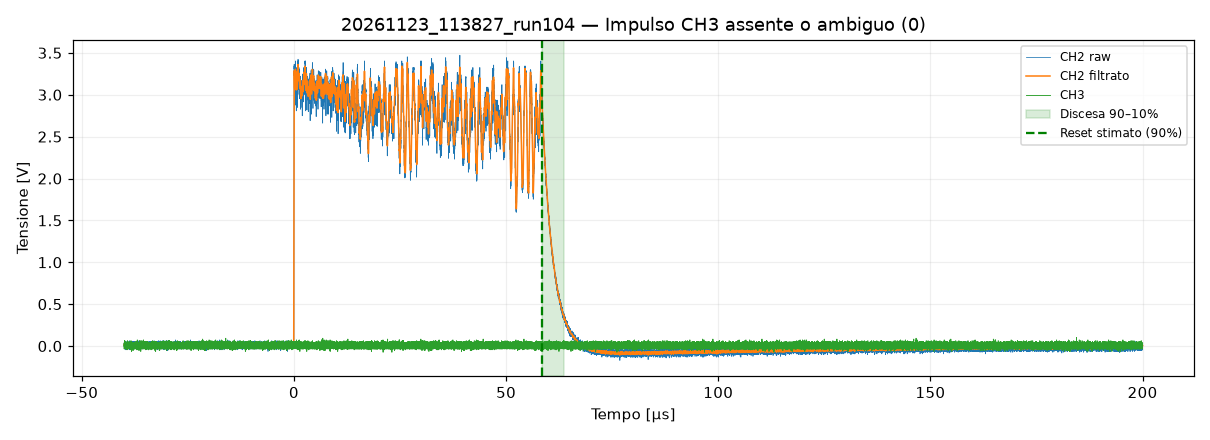 20261123_113827_run104 — Impulso CH3 assente o ambiguo (0)
3.5
3.0
2.5
2.0
1.5
1.0
0.5
0.0
Tensione [V]
CH2 raw
CH2 filtrato
CH3
Discesa 90–10%
Reset stimato (90%)
−50
0
50
100
150
200
Tempo [µs]